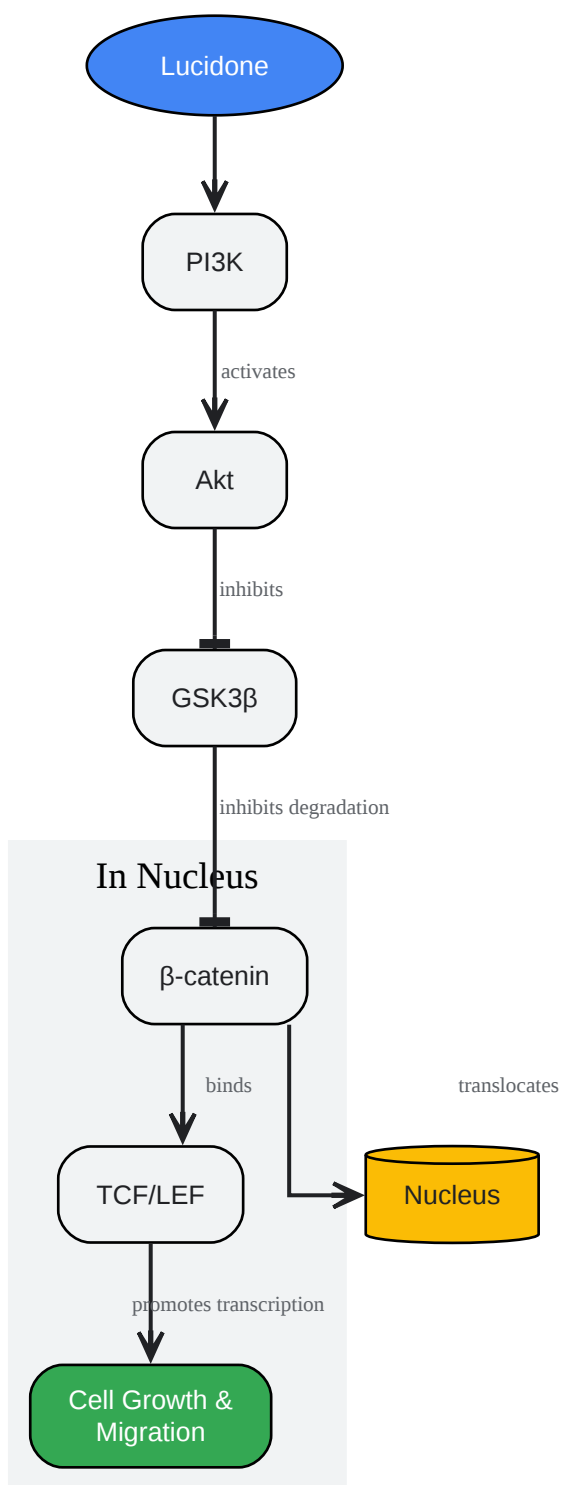 Lucidone
PI3K
activates
Akt
inhibits
GSK3β
inhibits degradation
In Nucleus
β-catenin
binds
translocates
TCF/LEF
Nucleus
promotes transcription
Cell Growth &
Migration